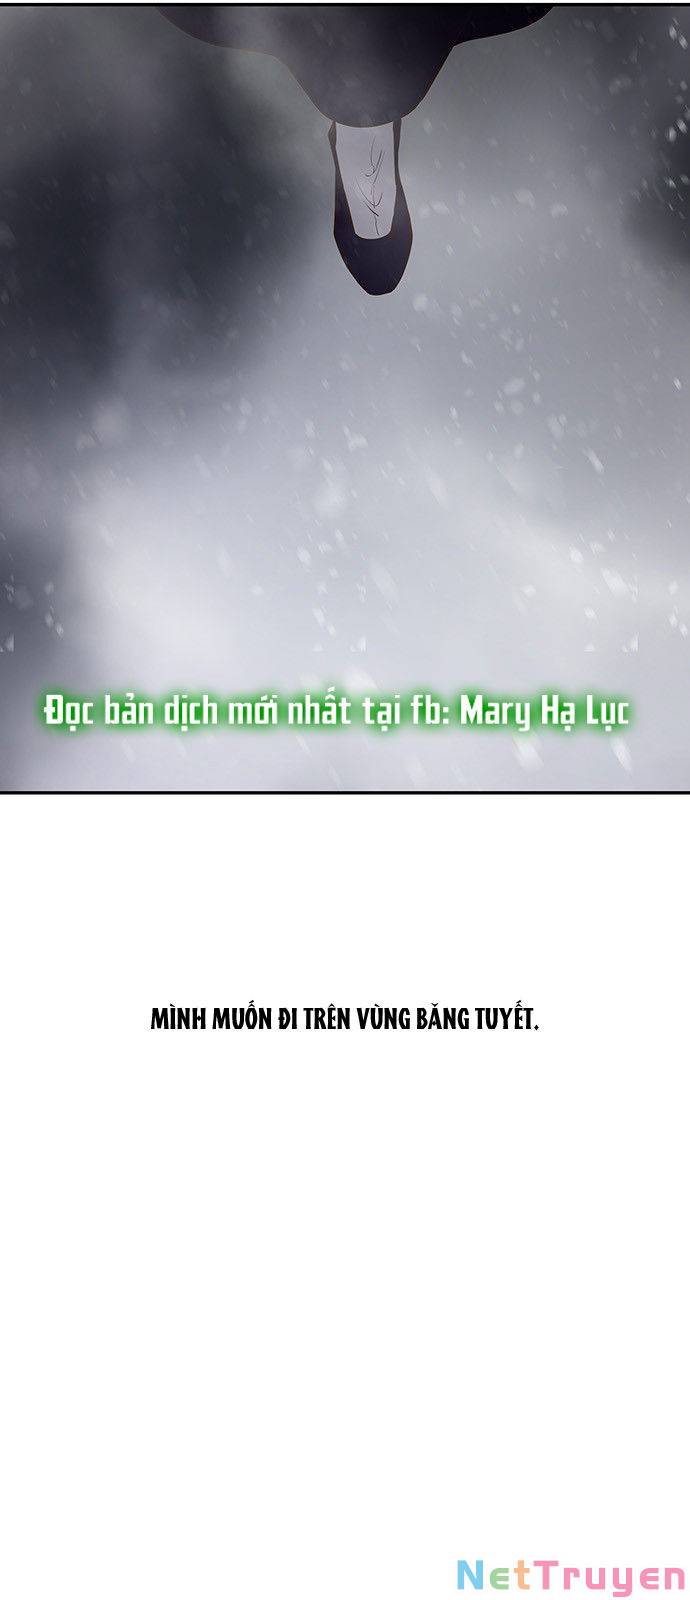 Đọc bản dịch mới nhất tại fb: Mary Hạ Lục
MÌNH MUỐN ĐI TRÊN VÙNG BĂNG TUYẾT.
NetTruyen